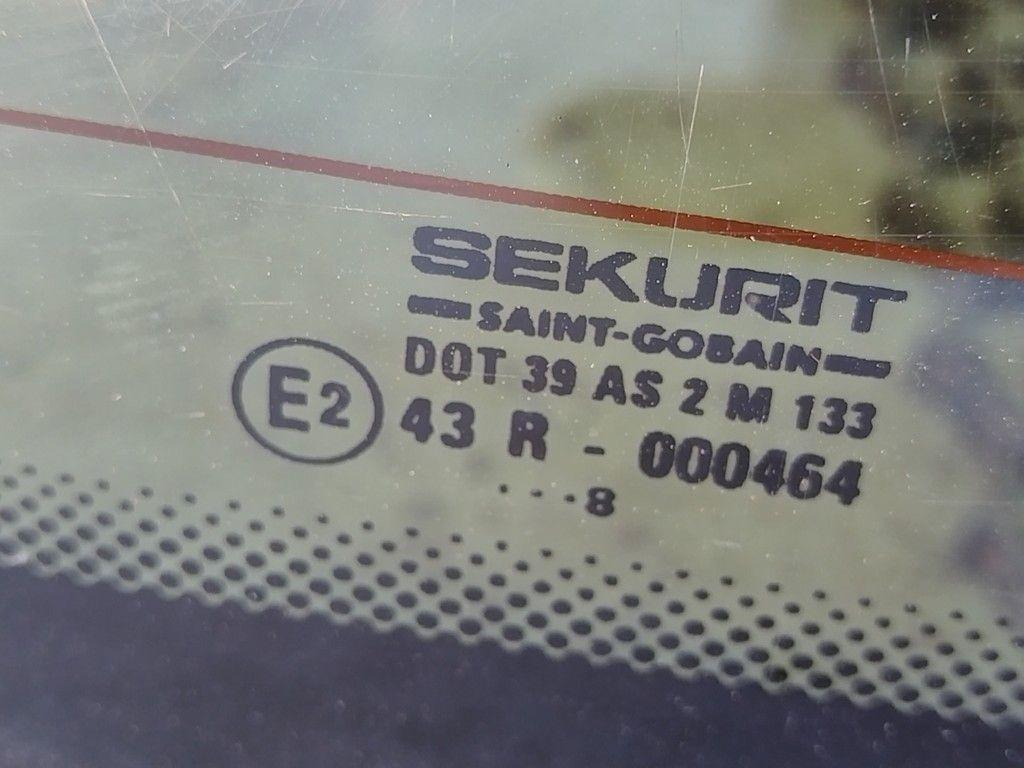 SEKURIT
SAINT-GOBAIN
DOT 39 AS 2 M 133
E2
43 R - 000464
...8